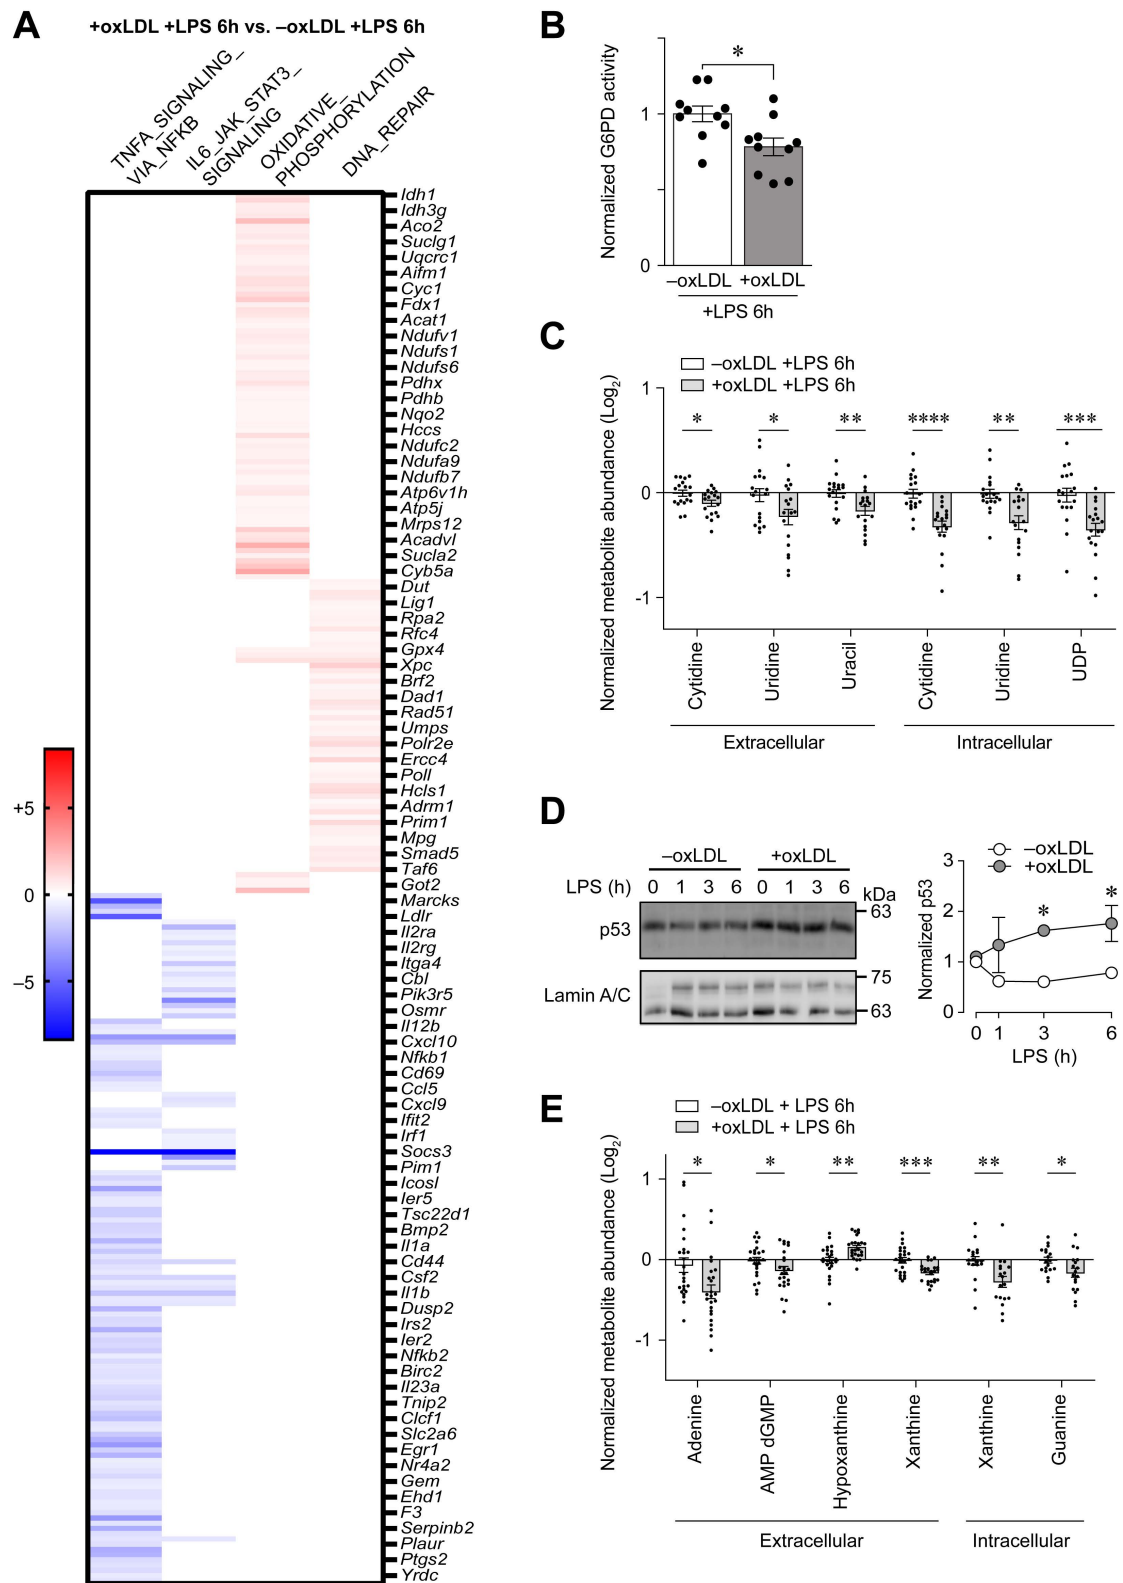 A
+oxLDL +LPS 6h vs. –oxLDL +LPS 6h
TNFA_SIGNALING_
VIA_NFKB
IL6_JAK_STAT3_
SIGNALING
OXIDATIVE_
PHOSPHORYLATION
DNA_REPAIR
Idh1
Idh3g
Aco2
Suclg1
Uqcrc1
Aifm1
Cyc1
Fdx1
Acat1
Ndufv1
Ndufs1
Ndufs6
Pdhx
Pdhb
Nqo2
Hccs
Ndufc2
Ndufa9
Ndufb7
Atp6v1h
Atp5j
Mrps12
Acadvl
Sucla2
Cyb5a
Dut
Lig1
Rpa2
Rfc4
Gpx4
Xpc
Brf2
Dad1
Rad51
Umps
Polr2e
Ercc4
Poll
Hcls1
Adrm1
Prim1
Mpg
Smad5
Taf6
Got2
Marcks
Ldlr
Il2ra
Il2rg
Itga4
Cbl
Pik3r5
Osmr
Il12b
Cxcl10
Nfkb1
Cd69
Ccl5
Cxcl9
Ifit2
Irf1
Socs3
Pim1
Icosl
Ier5
Tsc22d1
Bmp2
Il1a
Cd44
Csf2
Il1b
Dusp2
Irs2
Ier2
Nfkb2
Birc2
Il23a
Tnip2
Clcf1
Slc2a6
Egr1
Nr4a2
Gem
Ehd1
F3
Serpinb2
Plaur
Ptgs2
Yrdc
+5
0
–5
B
Normalized G6PD activity
1
0
*
–oxLDL +oxLDL
+LPS 6h
C
–oxLDL +LPS 6h
+oxLDL +LPS 6h
Normalized metabolite abundance (Log2)
1
0
-1
* * ** **** ** ***
Cytidine
Uridine
Uracil
Cytidine
Uridine
UDP
Extracellular
Intracellular
D
–oxLDL +oxLDL
LPS (h) 0 1 3 6 0 1 3 6 kDa
p53
63
Lamin A/C
75
63
–oxLDL
+oxLDL
Normalized p53
3
2
1
0
* *
0 1 3 6
LPS (h)
E
–oxLDL + LPS 6h
+oxLDL + LPS 6h
Normalized metabolite abundance (Log2)
1
0
-1
* * ** *** ** *
Adenine
AMP dGMP
Hypoxanthine
Xanthine
Xanthine
Guanine
Extracellular
Intracellular